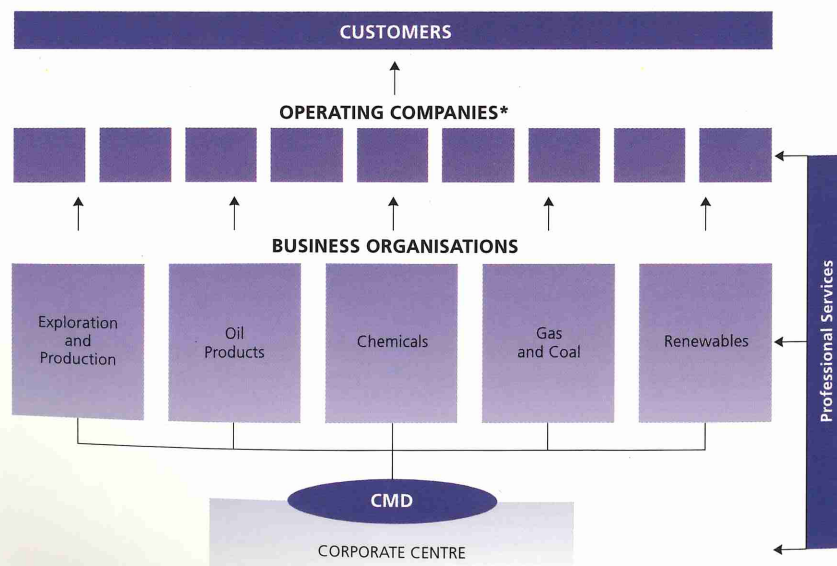 CUSTOMERS
OPERATING COMPANIES*
BUSINESS ORGANISATIONS
Exploration
and
Production
Oil
Products
Chemicals
Gas
and Coal
Renewables
Professional Services
CMD
CORPORATE CENTRE